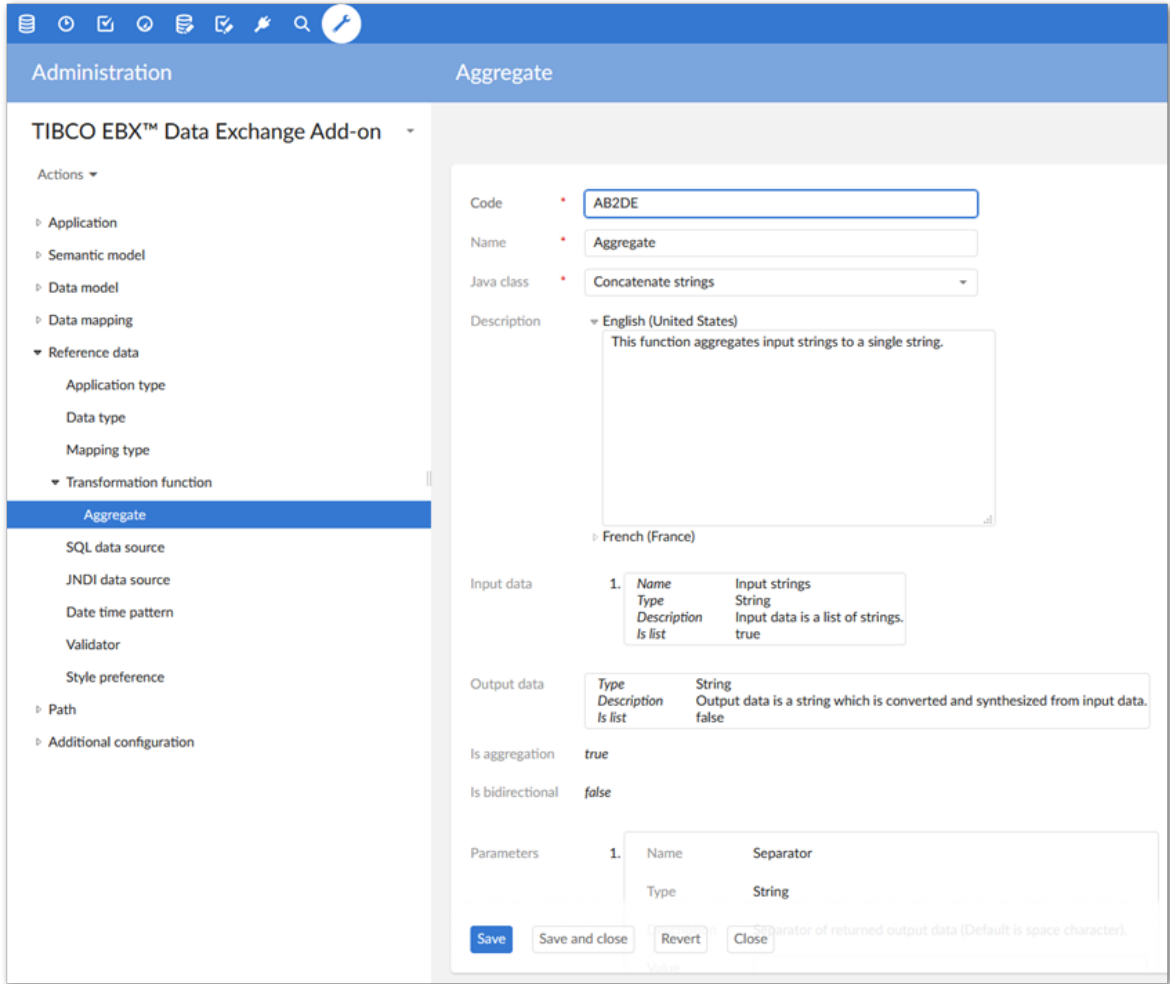 Administration
Aggregate
TIBCO EBX™ Data Exchange Add-on
Actions
Application
Semantic model
Data model
Data mapping
Reference data
Application type
Data type
Mapping type
Transformation function
Aggregate
SQL data source
JNDI data source
Date time pattern
Validator
Style preference
Path
Additional configuration
Code * AB2DE
Name * Aggregate
Java class * Concatenate strings
Description English (United States)
This function aggregates input strings to a single string.
French (France)
Input data 1. Name Input strings
Type String
Description Input data is a list of strings.
Is list true
Output data Type String
Description Output data is a string which is converted and synthesized from input data.
Is list false
Is aggregation true
Is bidirectional false
Parameters 1. Name Separator
Type String
Separator of returned output data (Default is space character).
Save Save and close Revert Close
Value